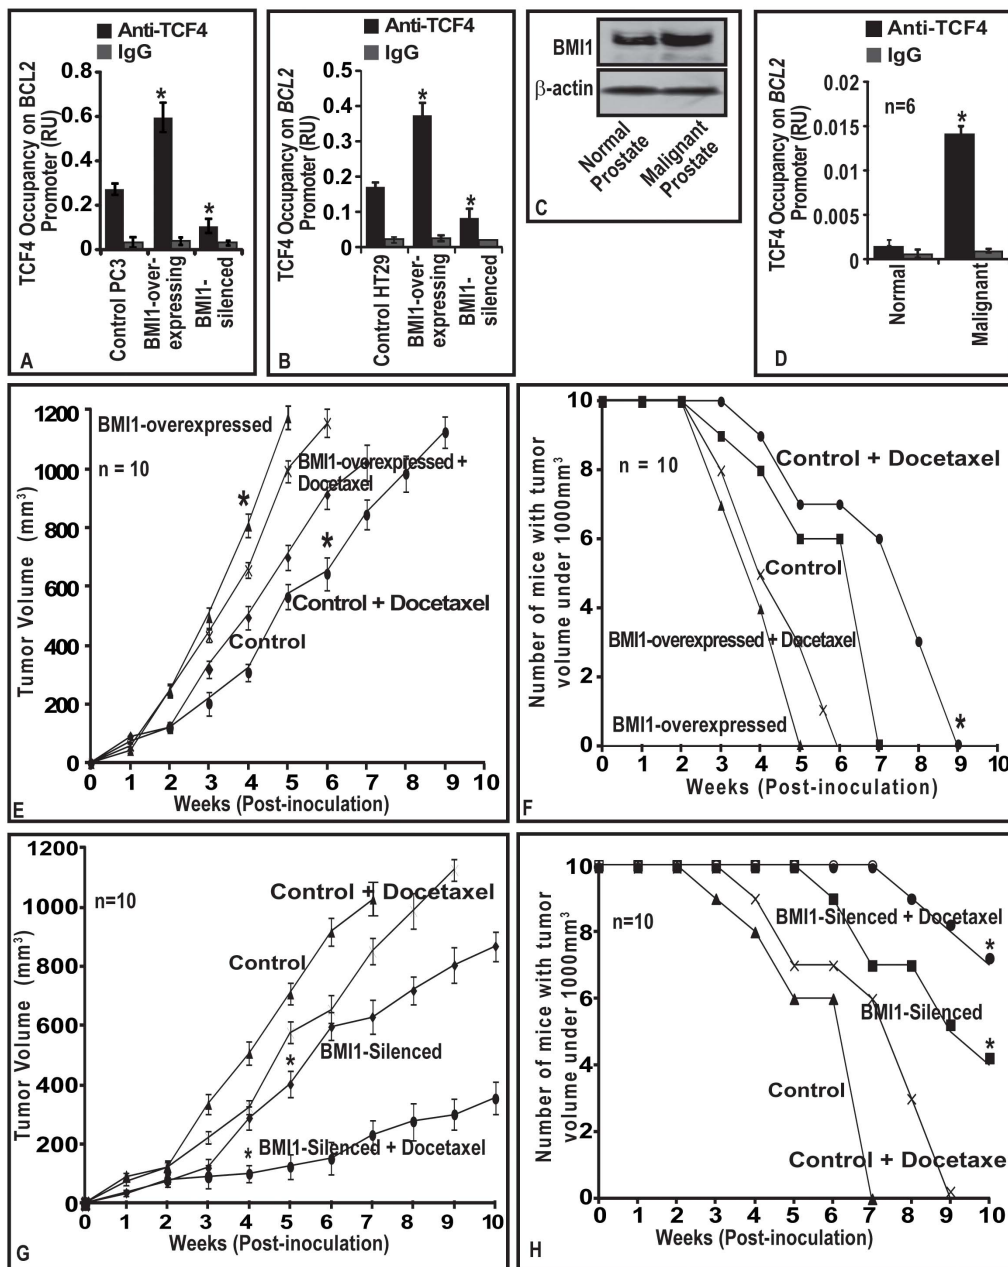 Anti-TCF4
IgG
TCF4 Occupancy on BCL2
Promoter (RU)
0.8
0.6
0.4
0.2
0
*
*
Control PC3
BMI1-over-
expressing
BMI1-
silenced
A
Anti-TCF4
IgG
TCF4 Occupancy on BCL2
Promoter (RU)
0.5
0.4
0.3
0.2
0.1
0
*
*
Control HT29
BMI1-over-
expressing
BMI1-
silenced
B
BMI1
β-actin
Normal
Prostate
Malignant
Prostate
C
Anti-TCF4
IgG
TCF4 Occupancy on BCL2
Promoter (RU)
0.02
0.015
0.01
0.005
0
n=6
*
Normal
Malignant
D
Tumor Volume (mm³)
1200
1000
800
600
400
200
0
BMI1-overexpressed
n = 10
BMI1-overexpressed +
Docetaxel
*
*
Control + Docetaxel
Control
0 1 2 3 4 5 6 7 8 9 10
Weeks (Post-inoculation)
E
Number of mice with tumor
volume under 1000mm³
10
8
6
4
2
0
n = 10
Control + Docetaxel
Control
BMI1-overexpressed + Docetaxel
BMI1-overexpressed
*
0 1 2 3 4 5 6 7 8 9 10
Weeks (Post-inoculation)
F
Tumor Volume (mm³)
1200
1000
800
600
400
200
0
n=10
Control + Docetaxel
Control
BMI1-Silenced
*
BMI1-Silenced + Docetaxel
*
0 1 2 3 4 5 6 7 8 9 10
Weeks (Post-inoculation)
G
Number of mice with tumor
volume under 1000mm³
10
8
6
4
2
0
n=10
BMI1-Silenced + Docetaxel
*
BMI1-Silenced
*
Control
Control + Docetaxe
0 1 2 3 4 5 6 7 8 9 10
Weeks (Post-inoculation)
H